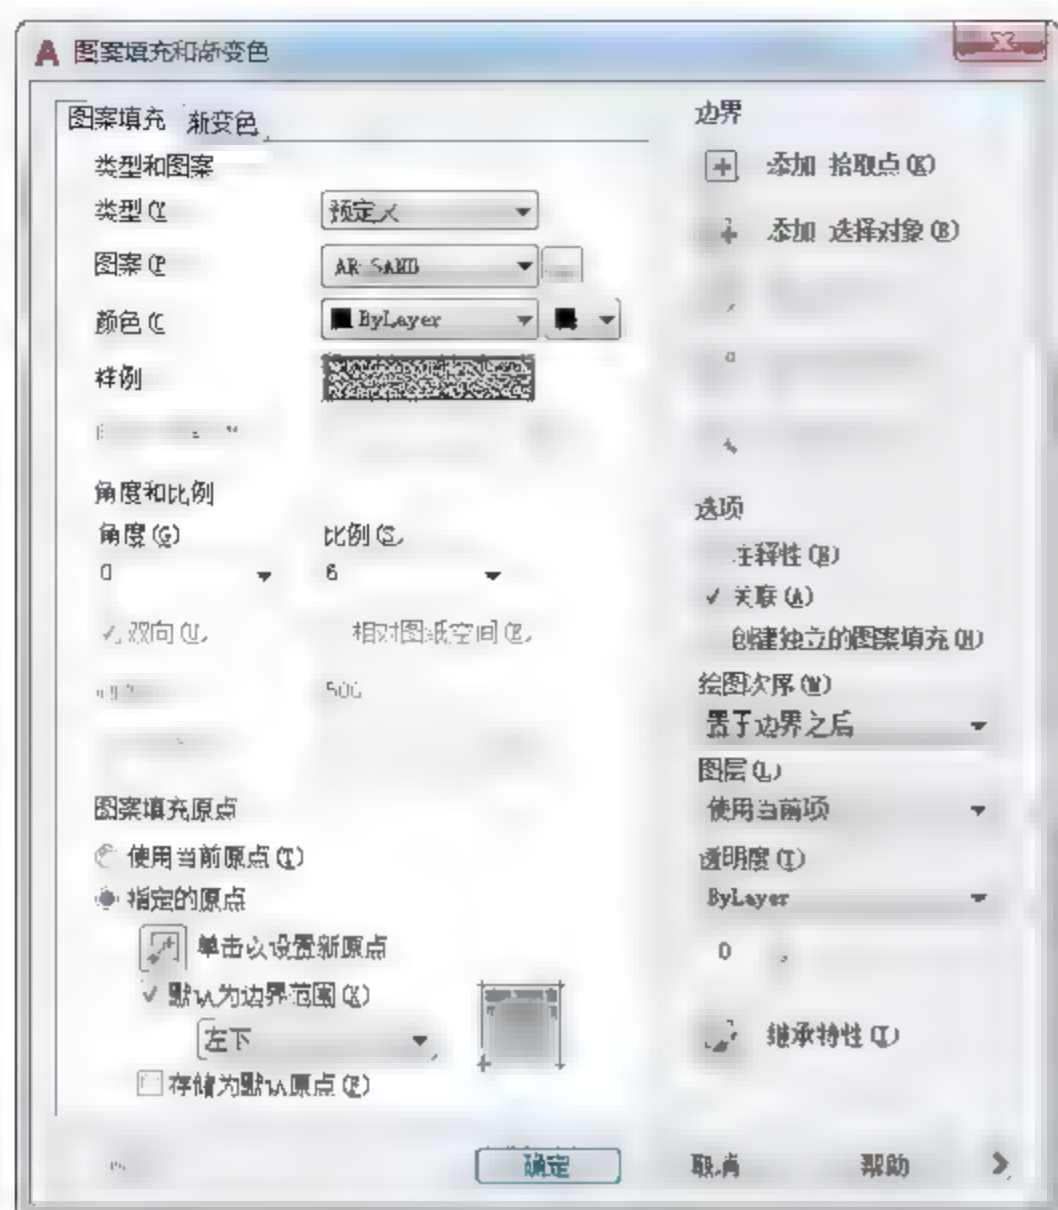 图案填充和渐变色
图案填充 渐变色
类型和图案
类型(Y
预定义
图案(P
AR-SAND
颜色(C
ByLayer
样例
角度和比例
角度(G)
比例(S)
0
6
双向(U)
相对图纸空间(E)
500
图案填充原点
使用当前原点(T)
指定的原点
单击以设置新原点
默认为边界范围(X)
左下
存储为默认原点(F)
边界
添加 拾取点(K)
添加 选择对象(B)
选项
注释性(N)
关联(A)
创建独立的图案填充(H)
绘图次序(W)
置于边界之后
图层(L)
使用当前项
透明度(T)
ByLayer
0
继承特性(I)
确定
取消
帮助